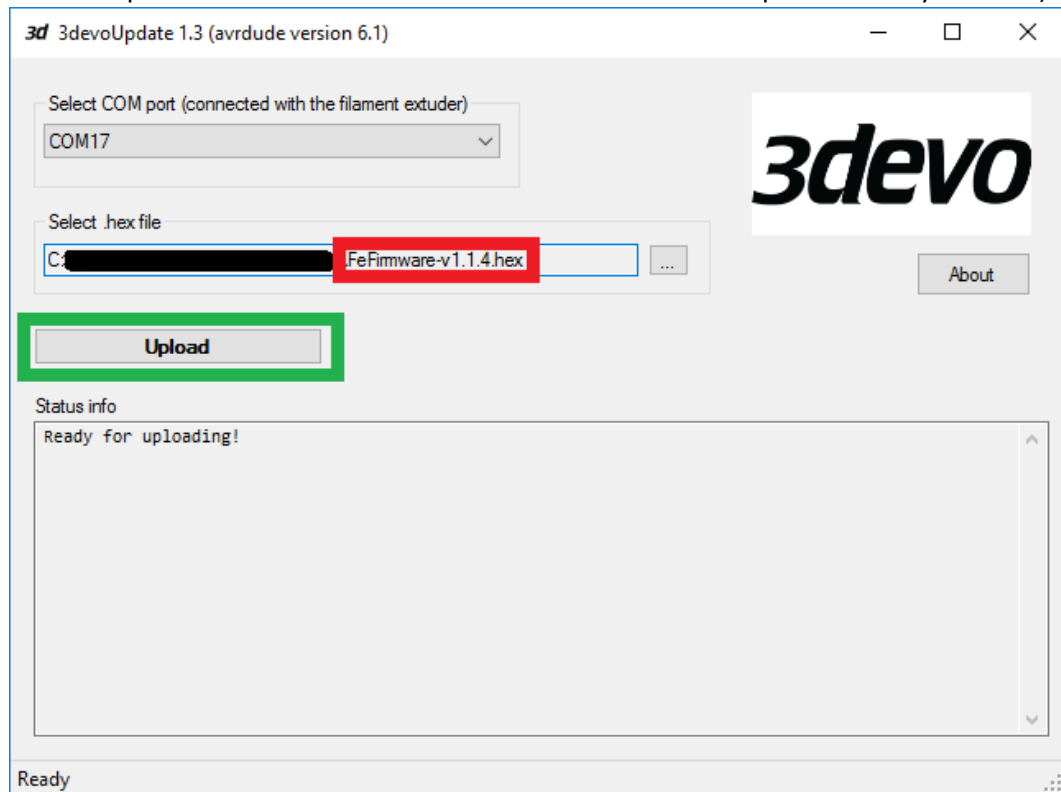 3d 3devoUpdate 1.3 (avrdude version 6.1)
Select COM port (connected with the filament extuder)
COM17
3devo
Select .hex file
C:
.FeFirmware-v1.1.4.hex
...
About
Upload
Status info
Ready for uploading!
Ready